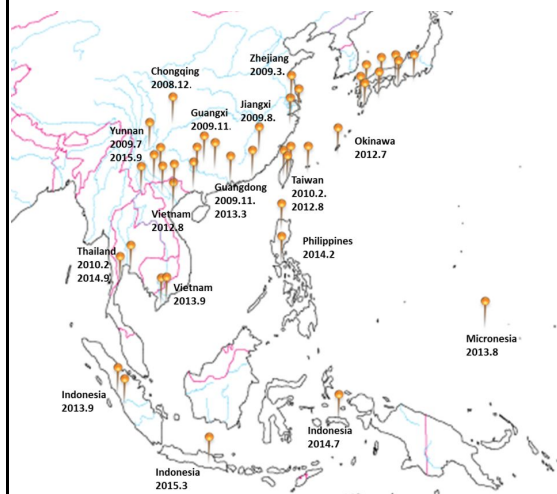 Zhejiang
2009.3.
Chongqing
2008.12.
Guangxi
2009.11.
Jiangxi
2009.8.
Yunnan
2009.7
2015.9
Okinawa
2012.7
Guangdong
2009.11.
2013.3
Taiwan
2010.2.
2012.8
Vietnam
2012.8
Philippines
2014.2
Thailand
2010.2
2014.9
Vietnam
2013.9
Micronesia
2013.8
Indonesia
2013.9
Indonesia
2014.7
Indonesia
2015.3